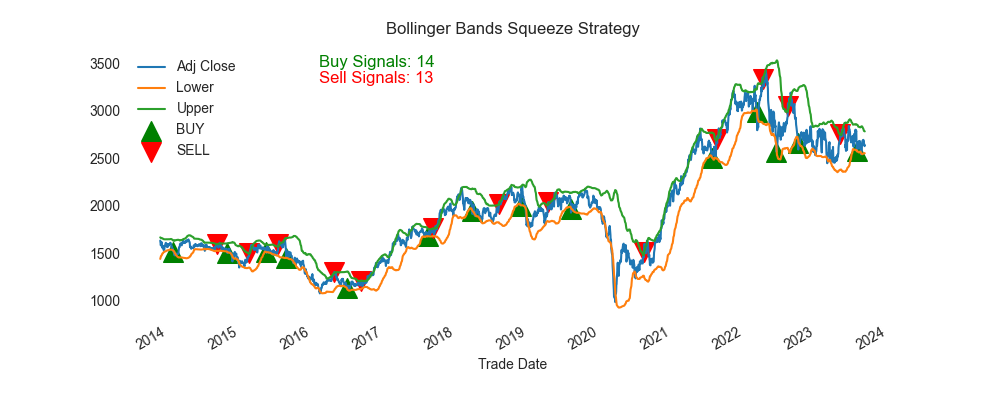 Bollinger Bands Squeeze Strategy
Buy Signals: 14
Sell Signals: 13
Adj Close
Lower
Upper
BUY
SELL
3500
3000
2500
2000
1500
1000
2014
2015
2016
2017
2018
2019
2020
2021
2022
2023
2024
Trade Date